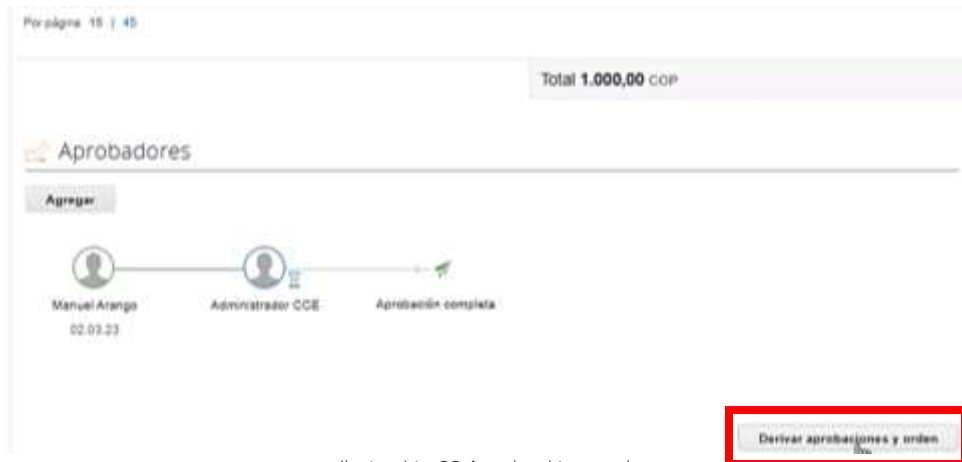 Por página 15 | 45
Total 1.000,00 COP
Aprobadores
Agregar
Manuel Arango
Administrador CCE
Aprobación completa
02.03.23
Derivar aprobaciones y orden